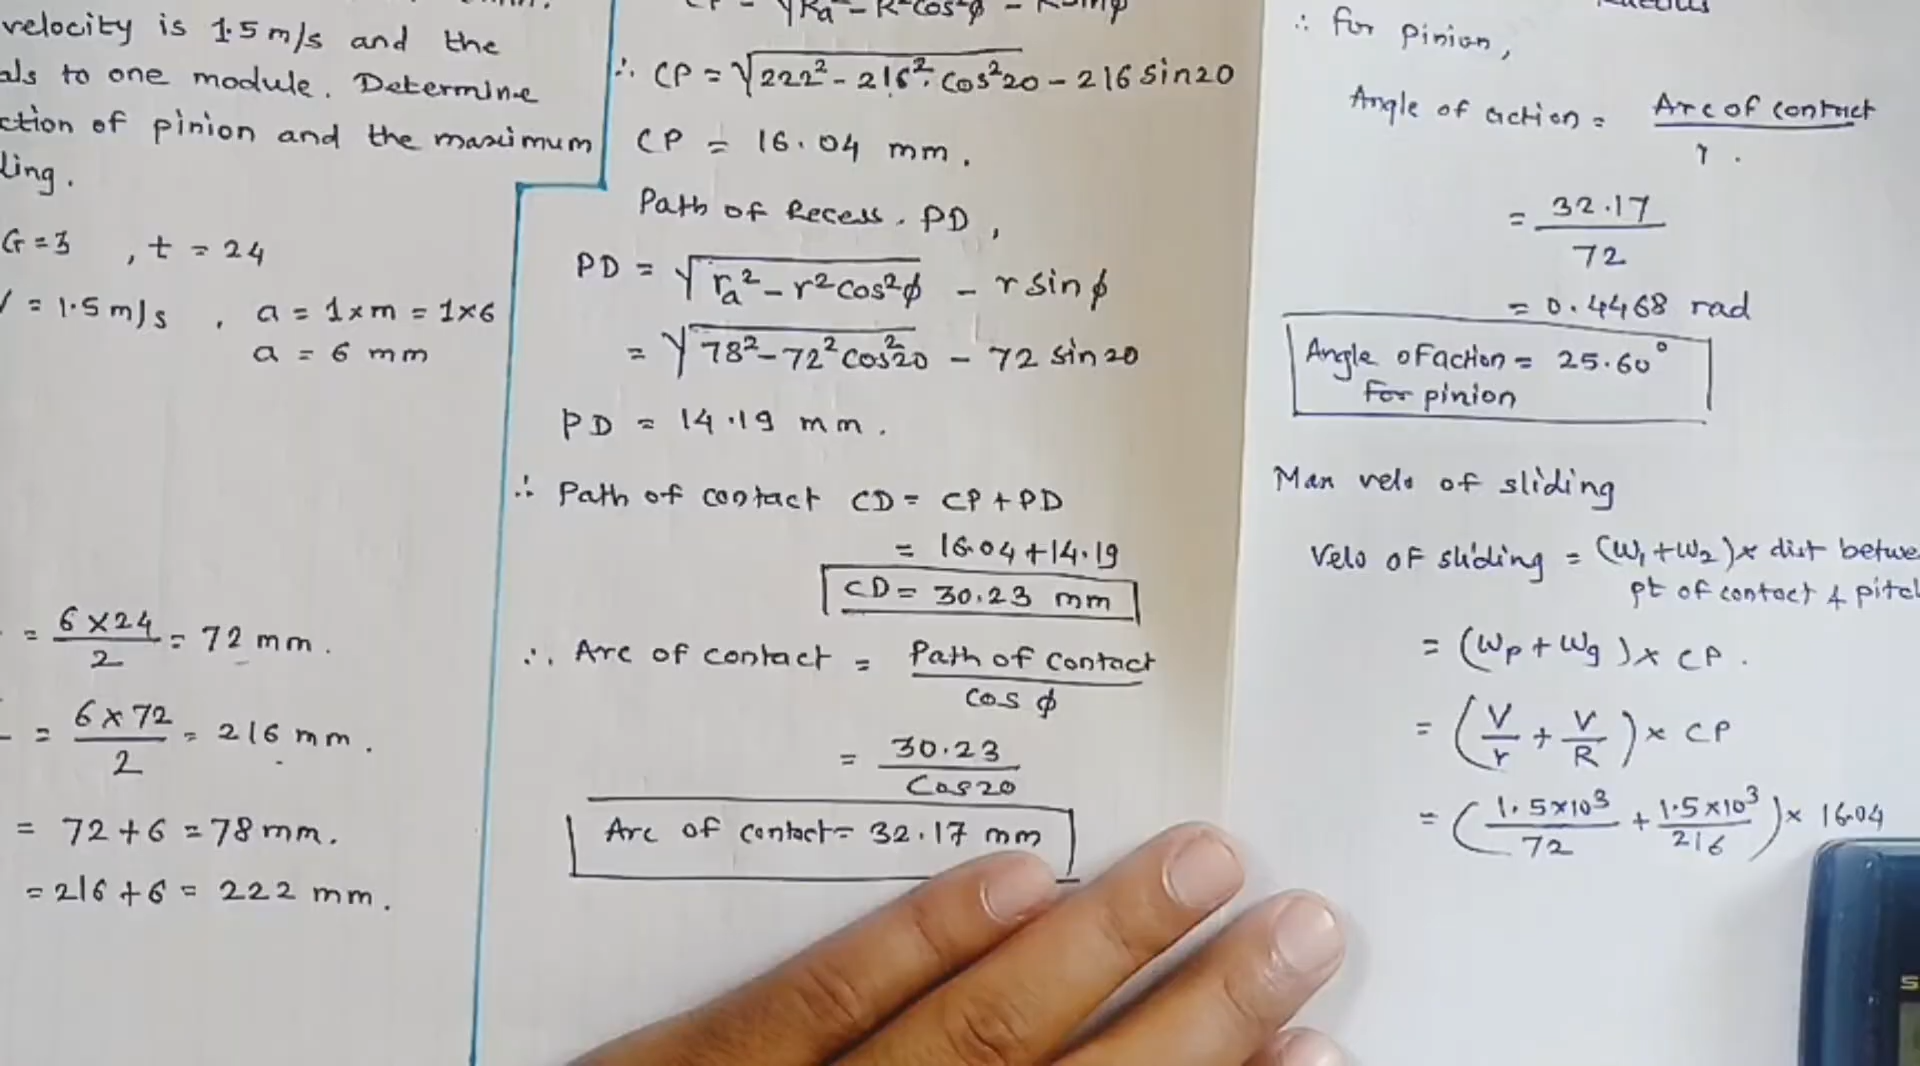 velocity is 1.5 m/s and the
als to one module. Determine
ction of pinion and the maximum
ling.
G = 3 , t = 24
V = 1.5 m/s , a = 1 × m = 1 × 6
a = 6 mm
= 6 × 24 / 2 = 72 mm.
= 6 × 72 / 2 = 216 mm.
= 72 + 6 = 78 mm.
= 216 + 6 = 222 mm.
∴ CP = √(222² - 216² . cos²20) - 216 sin 20
CP = 16.04 mm.
Path of Recess. PD,
PD = √(ra² - r² cos²φ) - r sin φ
= √(78² - 72² cos²20) - 72 sin 20
PD = 14.19 mm.
∴ Path of contact CD = CP + PD
= 16.04 + 14.19
CD = 30.23 mm
∴ Arc of contact = Path of contact / cos φ
= 30.23 / Cos 20
Arc of contact = 32.17 mm
∴ For pinion,
Angle of action = Arc of contact / r .
= 32.17 / 72
= 0.4468 rad
Angle of action = 25.60°
For pinion
Max velo of sliding
Velo of sliding = (ω₁ + ω₂) × dist betwe
pt of contact & pitc
= (ωp + ωg) × CP .
= (V/r + V/R) × CP
= (1.5×10³ / 72 + 1.5×10³ / 216) × 16.04